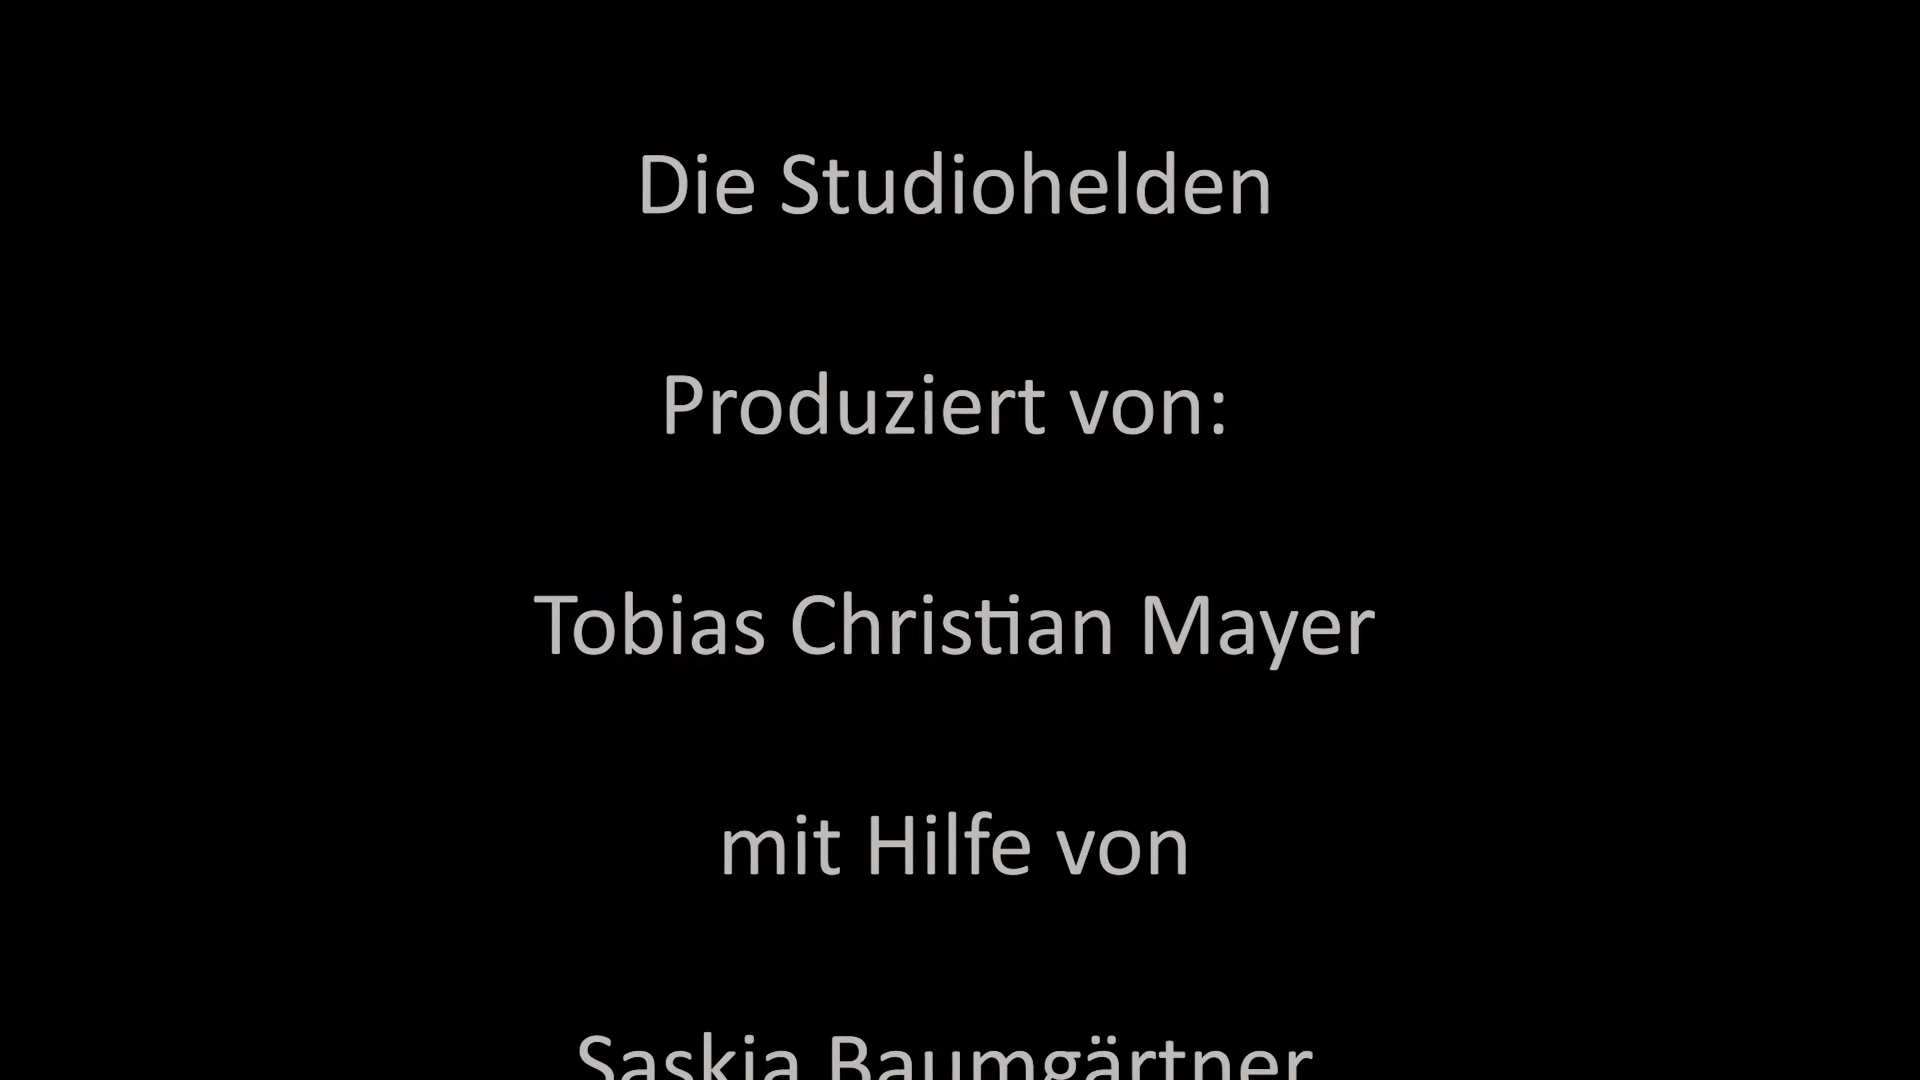 Die Studiohelden
Produziert von:
Tobias Christian Mayer
mit Hilfe von
Saskia Baumgärtner